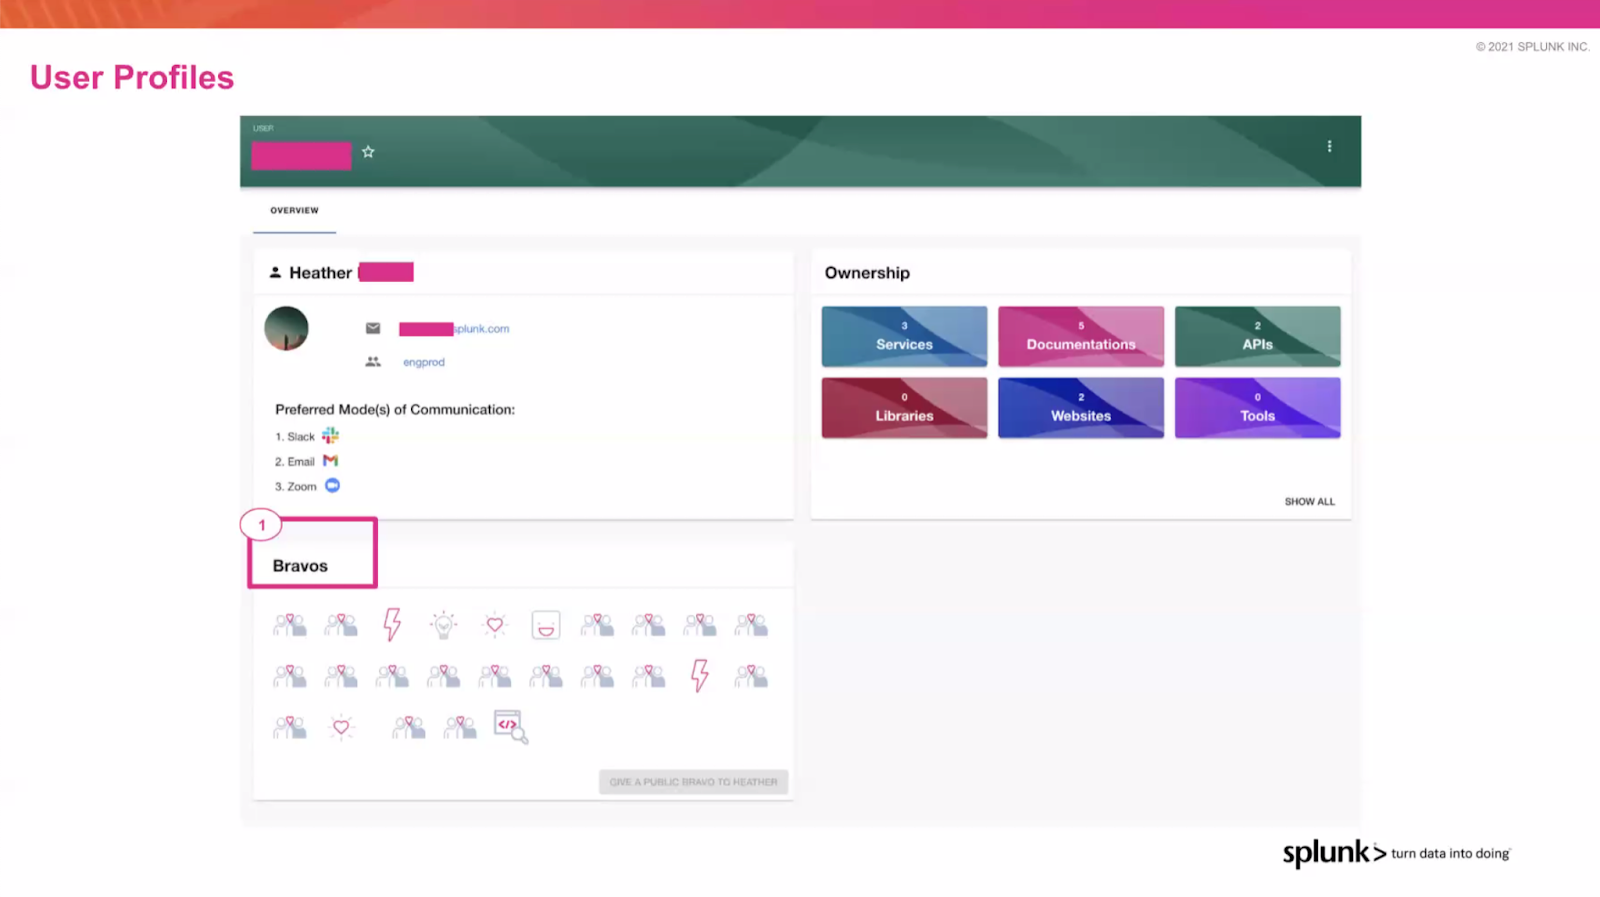 © 2021 SPLUNK INC.
User Profiles
USER
OVERVIEW
Heather
splunk.com
engprod
Preferred Mode(s) of Communication:
1. Slack
2. Email
3. Zoom
Ownership
3
Services
5
Documentations
2
APIs
0
Libraries
2
Websites
0
Tools
SHOW ALL
1
Bravos
</>
GIVE A PUBLIC BRAVO TO HEATHER
splunk> turn data into doing™